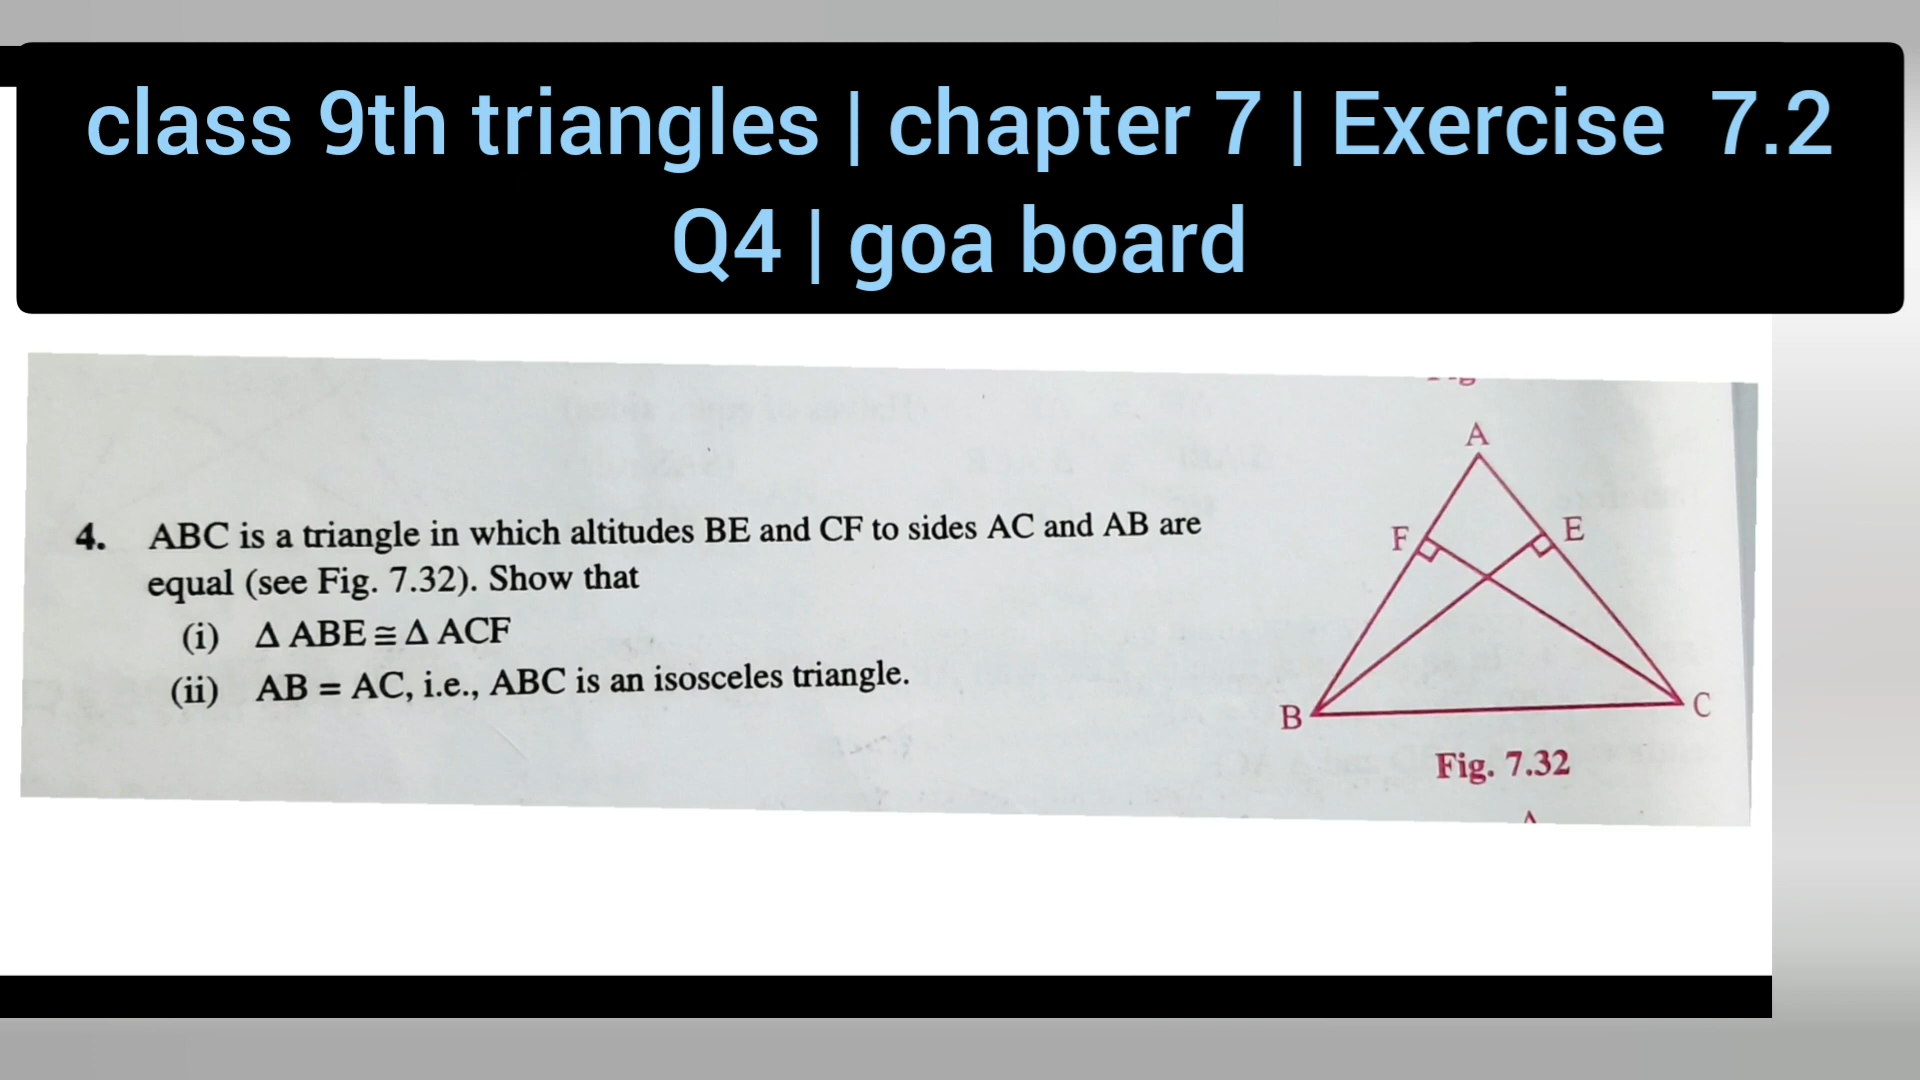 class 9th triangles | chapter 7 | Exercise 7.2
Q4 | goa board
A
4. ABC is a triangle in which altitudes BE and CF to sides AC and AB are
equal (see Fig. 7.32). Show that
F
E
(i) Δ ABE ≅ Δ ACF
(ii) AB = AC, i.e., ABC is an isosceles triangle.
B
C
Fig. 7.32